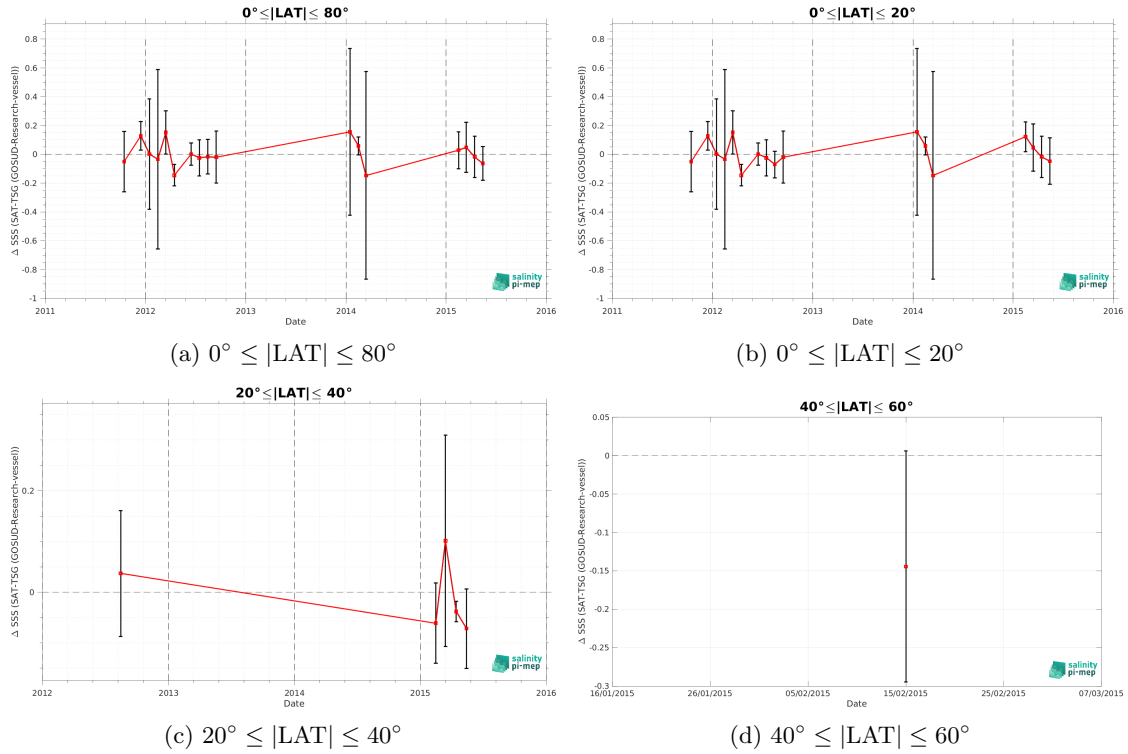 0°≤|LAT|≤ 80°
0.8
0.6
0.4
0.2
0
-0.2
-0.4
-0.6
-0.8
-1
2011
2012
2013
2014
2015
2016
Δ SSS (SAT-TSG (GOSUD-Research-vessel))
Date
salinity
pi-mep
(a) 0° ≤ |LAT| ≤ 80°
0°≤|LAT|≤ 20°
0.8
0.6
0.4
0.2
0
-0.2
-0.4
-0.6
-0.8
-1
2011
2012
2013
2014
2015
2016
Δ SSS (SAT-TSG (GOSUD-Research-vessel))
Date
salinity
pi-mep
(b) 0° ≤ |LAT| ≤ 20°
20°≤|LAT|≤ 40°
0.2
0
2012
2013
2014
2015
2016
Δ SSS (SAT-TSG (GOSUD-Research-vessel))
Date
salinity
pi-mep
(c) 20° ≤ |LAT| ≤ 40°
40°≤|LAT|≤ 60°
0.05
0
-0.05
-0.1
-0.15
-0.2
-0.25
-0.3
16/01/2015
26/01/2015
05/02/2015
15/02/2015
25/02/2015
07/03/2015
Δ SSS (SAT-TSG (GOSUD-Research-vessel))
Date
salinity
pi-mep
(d) 40° ≤ |LAT| ≤ 60°